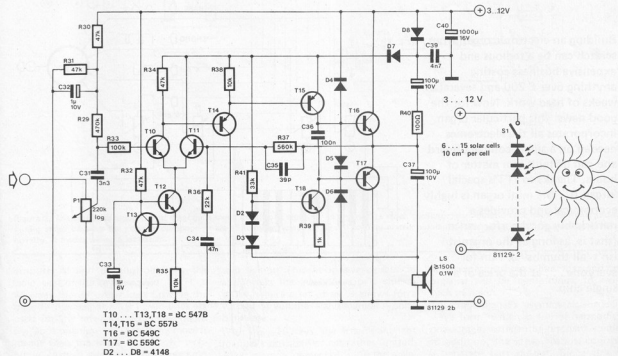 3...12V
R30
47k
R31
47k
C32
1µ
10V
R29
470k
R33
100k
C31
3n3
P1
220k
log
R34
47k
R38
10k
T14
T10
T11
R32
47k
T12
T13
C33
1µ
6V
R35
10k
R36
22k
C34
47n
R37
560k
C35
39p
T15
C36
100n
R41
33k
D2
D3
T18
R39
1k
D4
D5
D6
T16
T17
D7
D8
C39
4n7
C40
1000µ
16V
100µ
10V
R40
100Ω
C37
100µ
10V
LS
≥150Ω
0,1W
81129 2b
0
0
3 ... 12 V
S1
6 ... 15 solar cells
10 cm² per cell
81129-2
0
T10 ... T13,T18 = BC 547B
T14,T15 = BC 557B
T16 = BC 549C
T17 = BC 559C
D2 ... D8 = 4148